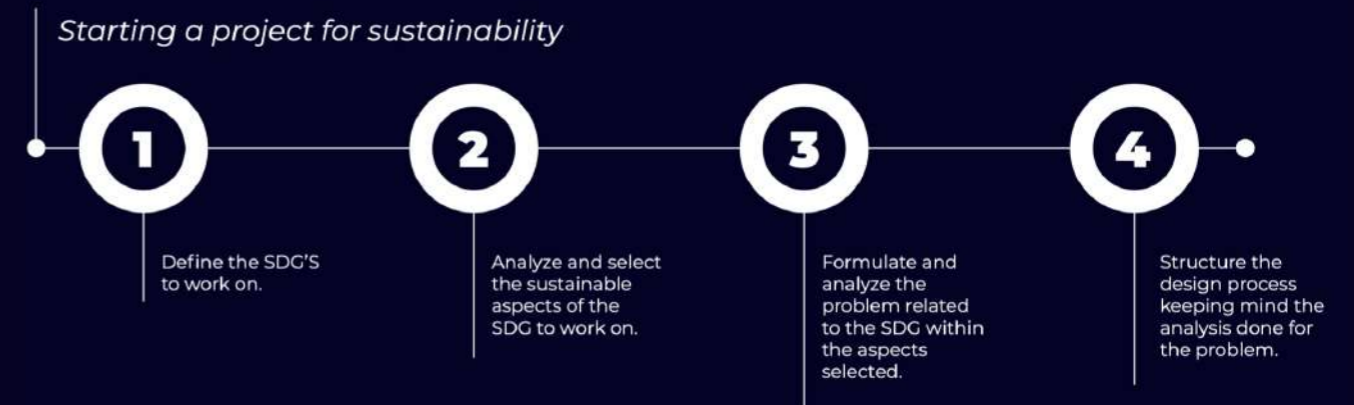 Starting a project for sustainability
1
2
3
4
Define the SDG'S
to work on.
Analyze and select
the sustainable
aspects of the
SDG to work on.
Formulate and
analyze the
problem related
to the SDG within
the aspects
selected.
Structure the
design process
keeping mind the
analysis done for
the problem.